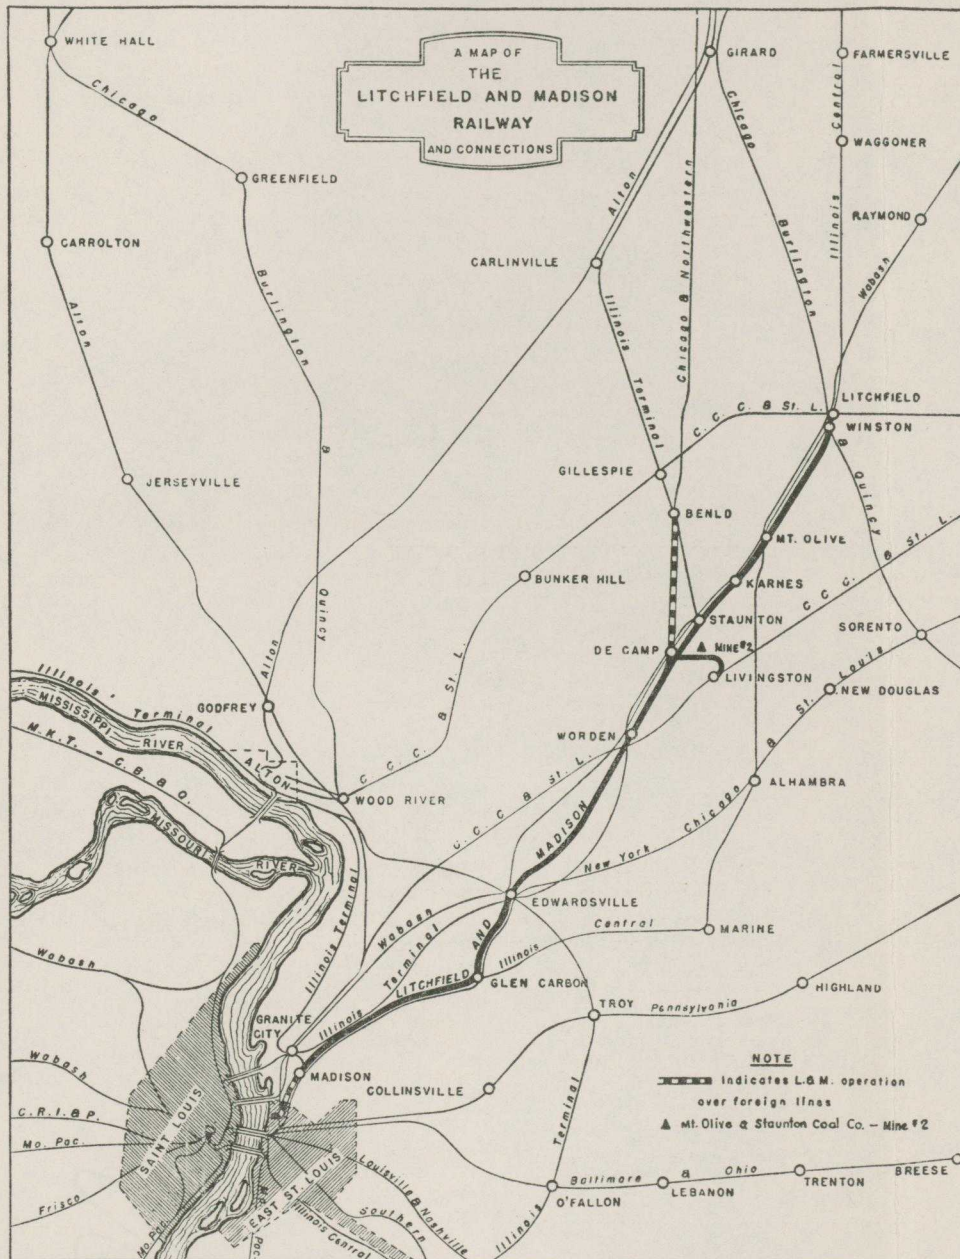 A MAP OF
THE
LITCHFIELD AND MADISON
RAILWAY
AND CONNECTIONS
WHITE HALL
GIRARD
FARMERSVILLE
Chicago
Chicago
Illinois Central
WAGGONER
GREENFIELD
Alton
Chicago & Northwestern
RAYMOND
CARROLTON
CARLINVILLE
Burlington
Wabash
Alton
Burlington
Illinois Terminal
C. C. C. & St. L.
LITCHFIELD
WINSTON
&
& Quincy
JERSEYVILLE
GILLESPIE
BENLD
MT. OLIVE
BUNKER HILL
KARNES
C C C. & St. L.
Quincy
STAUNTON
SORENTO
DE CAMP
MINE #2
LIVINGSTON
NEW DOUGLAS
Illinois Terminal
MISSISSIPPI RIVER
Alton
GODFREY
C. C. C. & St. L.
WORDEN
M.K.T. - C. B. & Q.
ALTON
WOOD RIVER
ALHAMBRA
C.C.C & St. L.
New York Chicago & St. Louis
MISSOURI RIVER
EDWARDSVILLE
LITCHFIELD AND MADISON
Illinois Terminal
Wabash
Illinois Terminal
Illinois Central
MARINE
Wabash
GLEN CARBON
HIGHLAND
GRANITE CITY
TROY
Pennsylvania
MADISON
COLLINSVILLE
NOTE
Indicates L.& M. operation
over foreign lines
Mt. Olive & Staunton Coal Co. - Mine #2
Wabash
C.R.I.& P.
Mo. Pac.
Frisco
Mo Pac.
SAINT LOUIS
EAST ST. LOUIS
Louisville & Nashville
Southern
Illinois Central
Illinois Terminal
Baltimore & Ohio
O'FALLON
LEBANON
TRENTON
BREESE